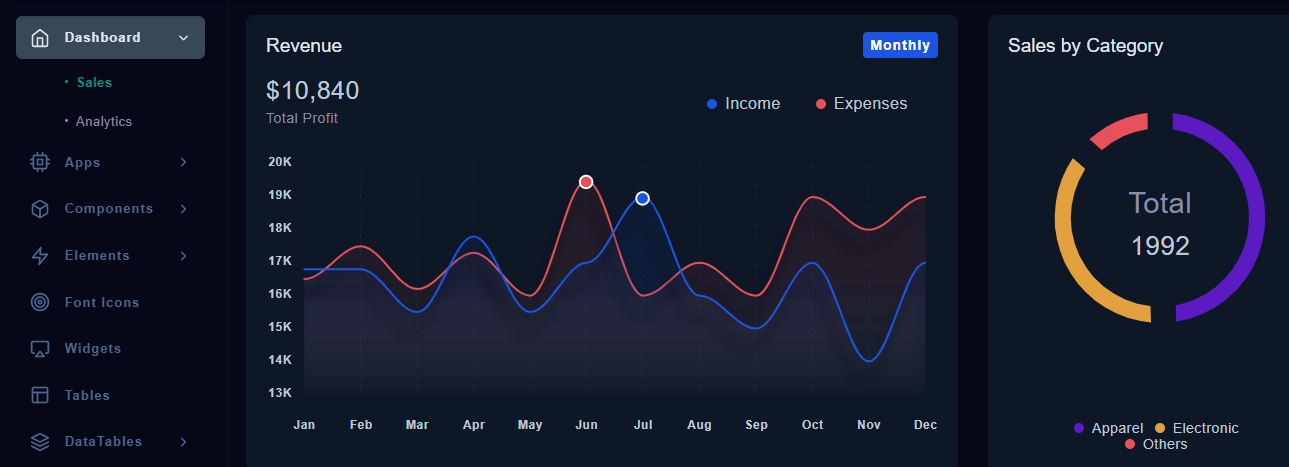 Dashboard
Sales
Analytics
Apps
Components
Elements
Font Icons
Widgets
Tables
DataTables
Revenue
Monthly
$10,840
Total Profit
Income Expenses
20K
19K
18K
17K
16K
15K
14K
13K
Jan Feb Mar Apr May Jun Jul Aug Sep Oct Nov Dec
Sales by Category
Total
1992
Apparel Electronic
Others